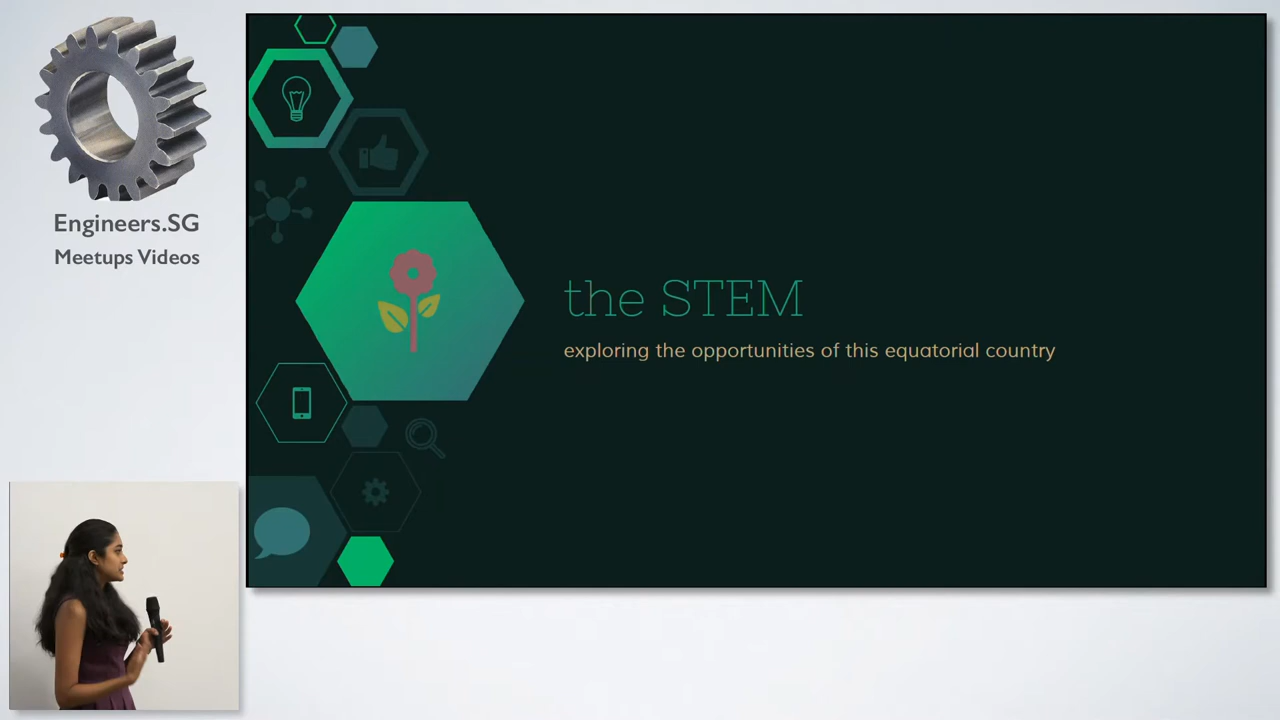 Engineers.SG
Meetups Videos
the STEM
exploring the opportunities of this equatorial country